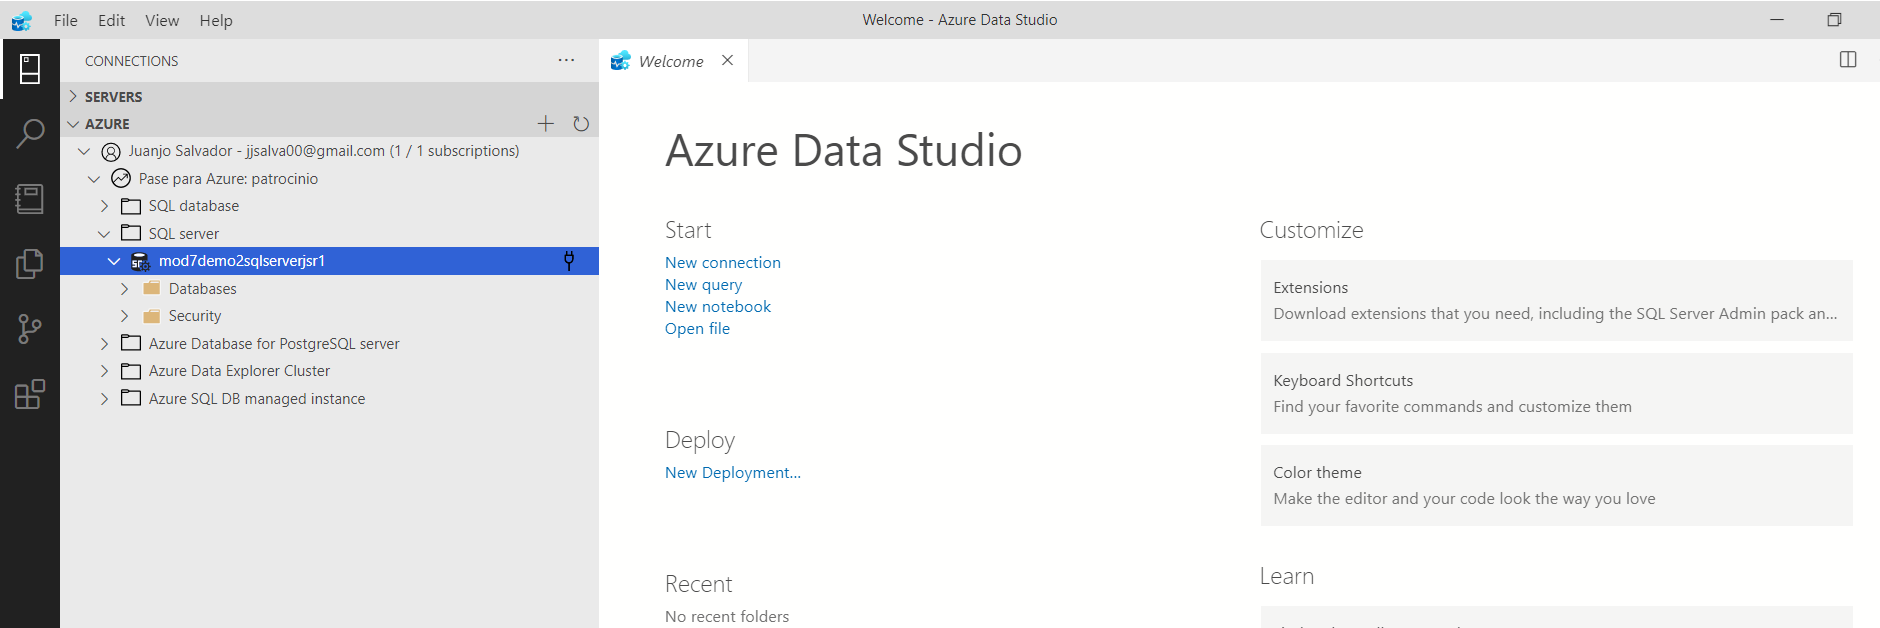 File Edit View Help
Welcome - Azure Data Studio
CONNECTIONS
SERVERS
AZURE
Juanjo Salvador - jjsalva00@gmail.com (1 / 1 subscriptions)
Pase para Azure: patrocinio
SQL database
SQL server
mod7demo2sqlserverjsr1
Databases
Security
Azure Database for PostgreSQL server
Azure Data Explorer Cluster
Azure SQL DB managed instance
Welcome
Azure Data Studio
Start
New connection
New query
New notebook
Open file
Deploy
New Deployment...
Recent
No recent folders
Customize
Extensions
Download extensions that you need, including the SQL Server Admin pack an...
Keyboard Shortcuts
Find your favorite commands and customize them
Color theme
Make the editor and your code look the way you love
Learn